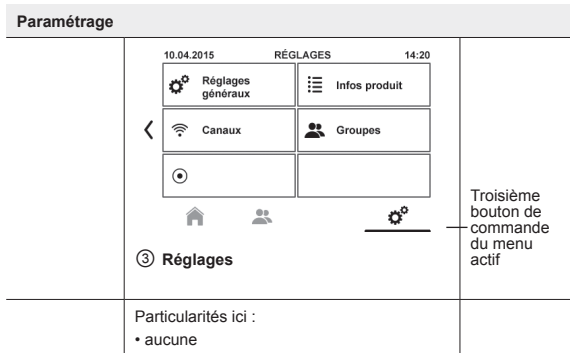 Paramétrage
10.04.2015 RÉGLAGES 14:20
Réglages
généraux
Infos produit
Canaux
Groupes
③ Réglages
Troisième
bouton de
commande
du menu
actif
Particularités ici :
• aucune